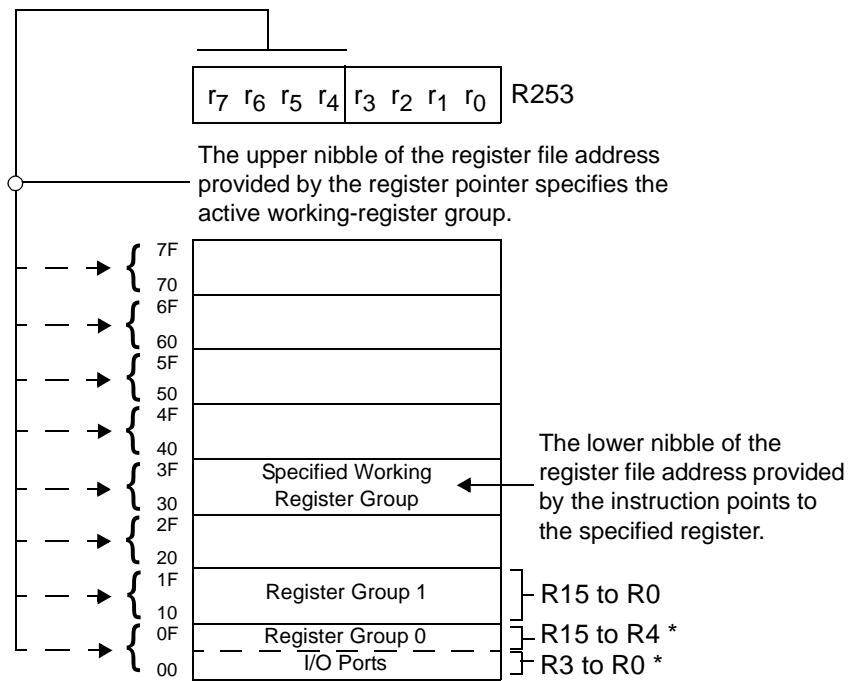 r7 r6 r5 r4 r3 r2 r1 r0 R253
The upper nibble of the register file address
provided by the register pointer specifies the
active working-register group.
7F
70
6F
60
5F
50
4F
40
3F
30
Specified Working
Register Group
The lower nibble of the
register file address provided
by the instruction points to
the specified register.
2F
20
1F
10
Register Group 1
R15 to R0
0F
Register Group 0
R15 to R4 *
00
I/O Ports
R3 to R0 *